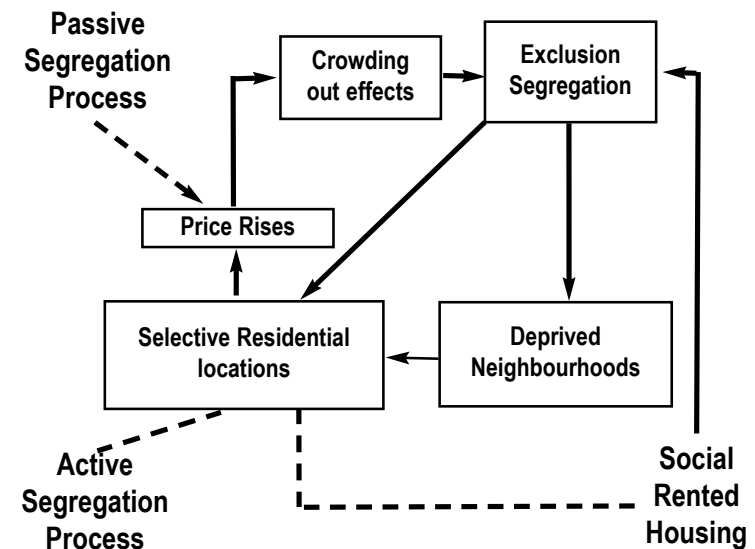 Passive
Segregation
Process
Crowding
out effects
Exclusion
Segregation
Price Rises
Selective Residential
locations
Deprived
Neighbourhoods
Active
Segregation
Process
Social
Rented
Housing